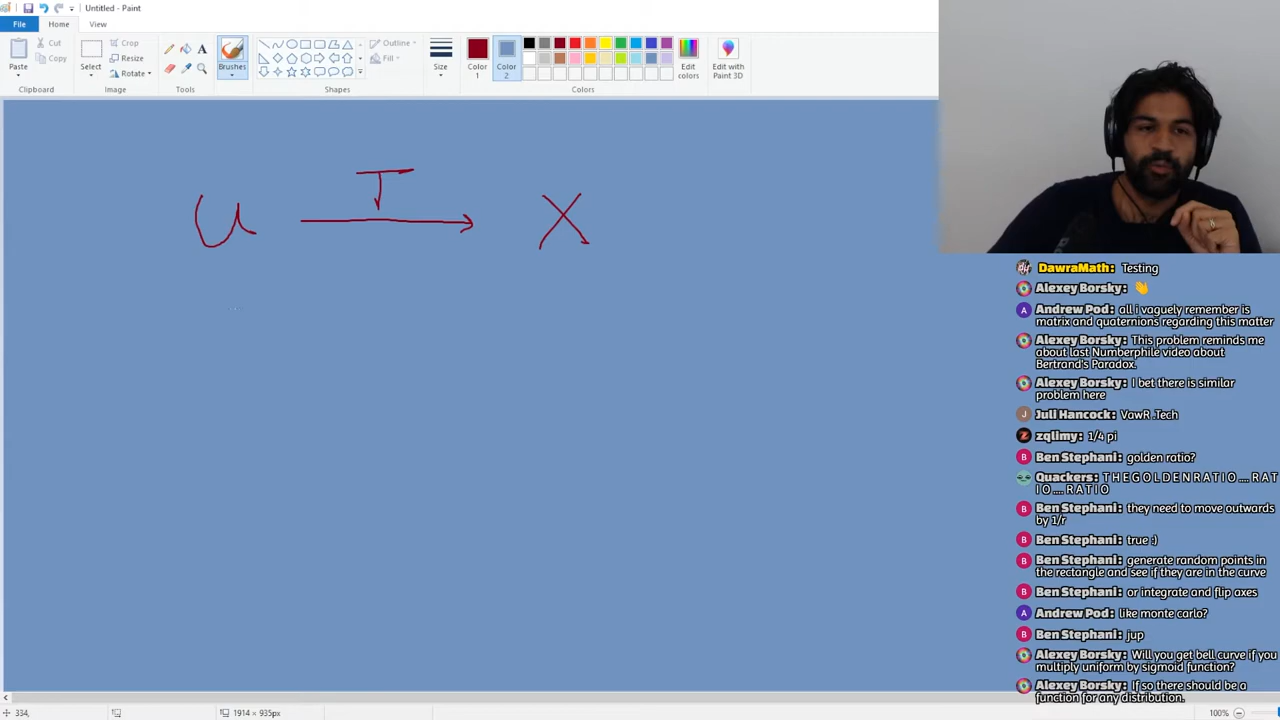 Untitled - Paint
File Home View
Paste
Cut
Copy
Clipboard
Select
Crop
Resize
Rotate
Image
A
Tools
Brushes
Outline
Fill
Shapes
Size
Color 1
Color 2
Edit colors
Colors
Edit with Paint 3D
T
U X
DawraMath: Testing
Alexey Borsky: 👋
Andrew Pod: all i vaguely remember is
matrix and quaternions regarding this matter
Alexey Borsky: This problem reminds me
about last Numberphile video about
Bertrand's Paradox.
Alexey Borsky: I bet there is similar
problem here
Juli Hancock: VawR .Tech
zqlimy: 1/4 pi
Ben Stephani: golden ratio?
Quackers: T H E G O L D E N R A T I O .... R A T
I O .... R A T I O
Ben Stephani: they need to move outwards
by 1/r
Ben Stephani: true :)
Ben Stephani: generate random points in
the rectangle and see if they are in the curve
Ben Stephani: or integrate and flip axes
Andrew Pod: like monte carlo?
Ben Stephani: jup
Alexey Borsky: Will you get bell curve if you
multiply uniform by sigmoid function?
Alexey Borsky: If so there should be a
function for any distribution.
334,
1914 × 935px
100%